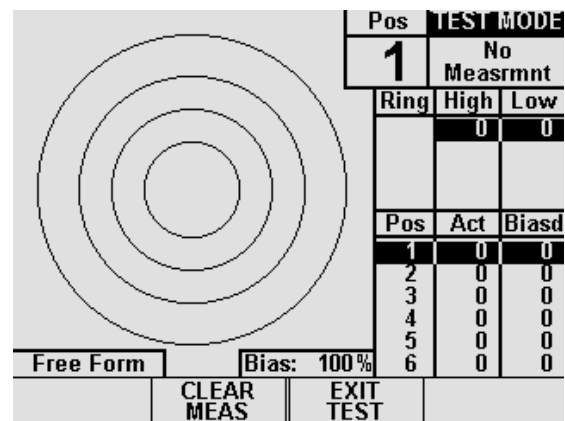 Pos TEST MODE
1 No
Measrmnt
Ring High Low
0 0
Pos Act Biasd
1 0 0
2 0 0
3 0 0
4 0 0
5 0 0
6 0 0
Free Form Bias: 100%
CLEAR EXIT
MEAS TEST